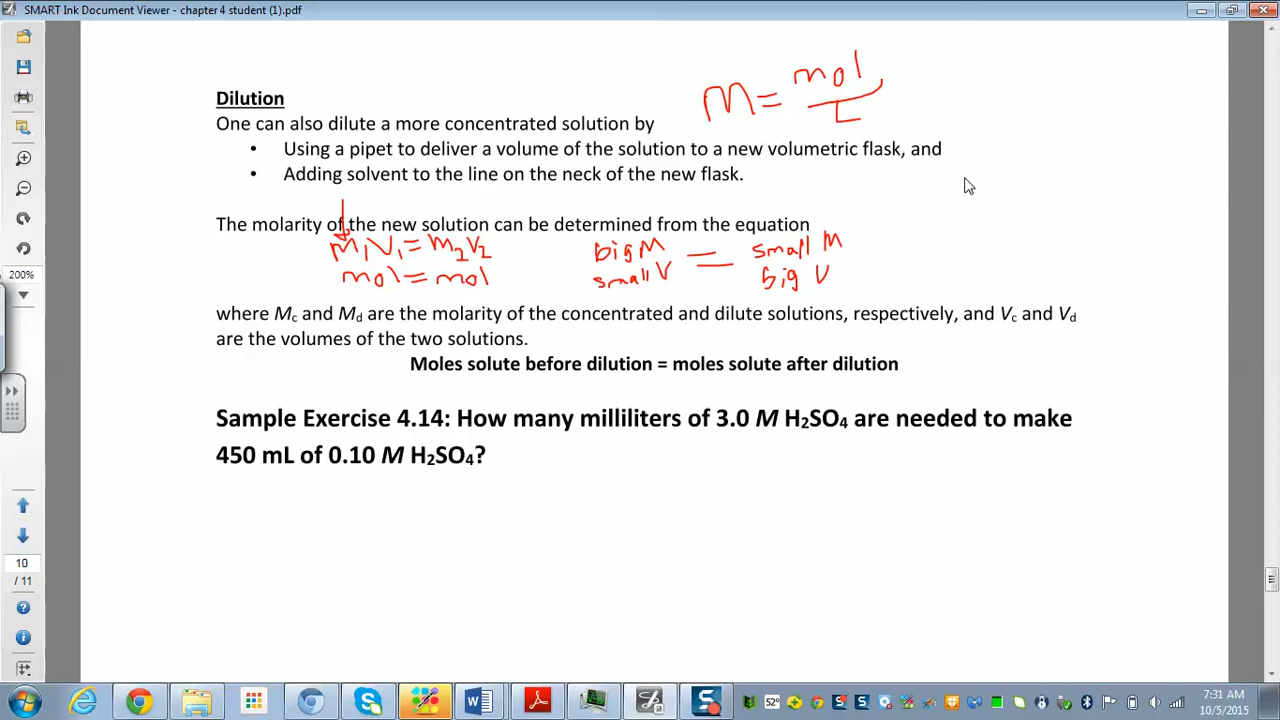 SMART Ink Document Viewer - chapter 4 student (1).pdf
M = mol
L
Dilution
One can also dilute a more concentrated solution by
• Using a pipet to deliver a volume of the solution to a new volumetric flask, and
• Adding solvent to the line on the neck of the new flask.
The molarity of the new solution can be determined from the equation
M₁V₁ = M₂V₂ big M = small M
mol = mol small V big V
where Mc and Md are the molarity of the concentrated and dilute solutions, respectively, and Vc and Vd
are the volumes of the two solutions.
Moles solute before dilution = moles solute after dilution
Sample Exercise 4.14: How many milliliters of 3.0 M H₂SO₄ are needed to make
450 mL of 0.10 M H₂SO₄?
200%
10
/ 11
52°
7:31 AM
10/5/2015